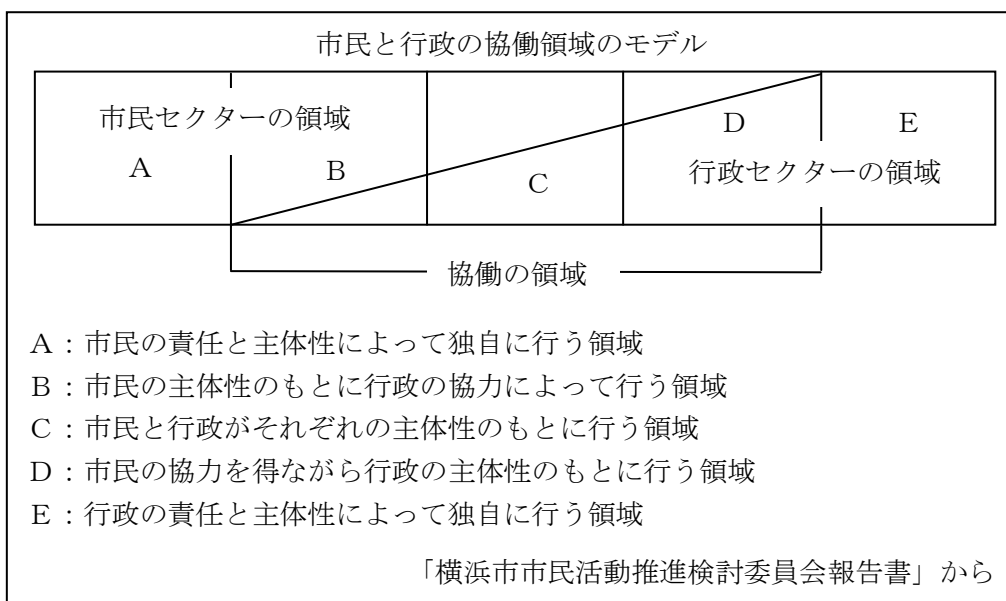 市民と行政の協働領域のモデル
市民セクターの領域
A
B
C
D
E
行政セクターの領域
協働の領域
A：市民の責任と主体性によって独自に行う領域
B：市民の主体性のもとに行政の協力によって行う領域
C：市民と行政がそれぞれの主体性のもとに行う領域
D：市民の協力を得ながら行政の主体性のもとに行う領域
E：行政の責任と主体性によって独自に行う領域
「横浜市市民活動推進検討委員会報告書」から